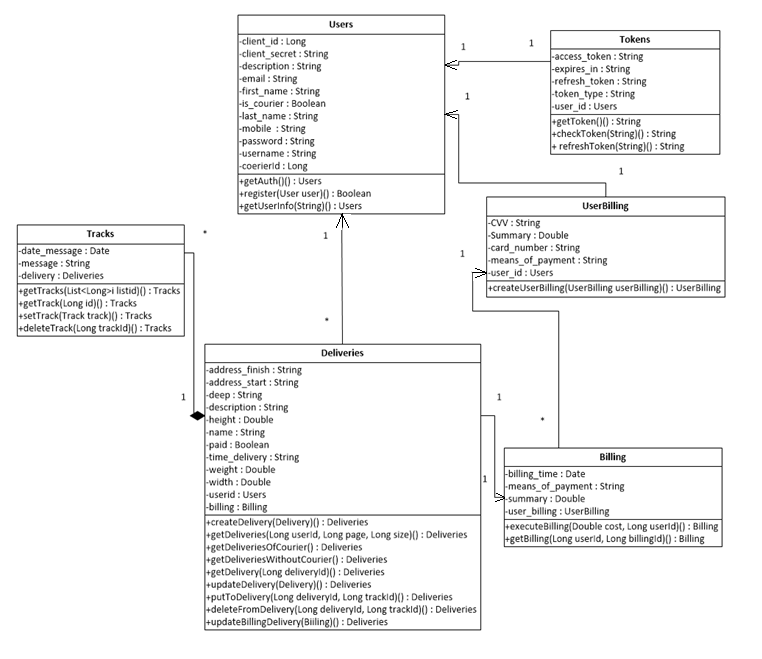 Users
-client_id : Long
-client_secret : String
-description : String
-email : String
-first_name : String
-is_courier : Boolean
-last_name : String
-mobile : String
-password : String
-username : String
-coerierId : Long
+getAuth()() : Users
+register(User user)() : Boolean
+getUserInfo(String)() : Users
1
1
1
Tokens
-access_token : String
-expires_in : String
-refresh_token : String
-token_type : String
-user_id : Users
+getToken()() : String
+checkToken(String)() : String
+ refreshToken(String)() : String
1
UserBilling
-CVV : String
-Summary : Double
-card_number : String
-means_of_payment : String
-user_id : Users
+createUserBilling(UserBilling userBilling)() : UserBilling
Tracks
-date_message : Date
-message : String
-delivery : Deliveries
+getTracks(List<Long>i listid)() : Tracks
+getTrack(Long id)() : Tracks
+setTrack(Track track)() : Tracks
+deleteTrack(Long trackId)() : Tracks
*
1
1
*
Deliveries
-address_finish : String
-address_start : String
-deep : String
-description : String
-height : Double
-name : String
-paid : Boolean
-time_delivery : String
-weight : Double
-width : Double
-userid : Users
-billing : Billing
+createDelivery(Delivery)() : Deliveries
+getDeliveries(Long userId, Long page, Long size)() : Deliveries
+getDeliveriesOfCourier() : Deliveries
+getDeliveriesWithoutCourier() : Deliveries
+getDelivery(Long deliveryId)() : Deliveries
+updateDelivery(Delivery)() : Deliveries
+putToDelivery(Long deliveryId, Long trackId)() : Deliveries
+deleteFromDelivery(Long deliveryId, Long trackId)() : Deliveries
+updateBillingDelivery(Biiling)() : Deliveries
1
1
1
*
Billing
-billing_time : Date
-means_of_payment : String
-summary : Double
-user_billing : UserBilling
+executeBilling(Double cost, Long userId)() : Billing
+getBilling(Long userId, Long billingId)() : Billing
1